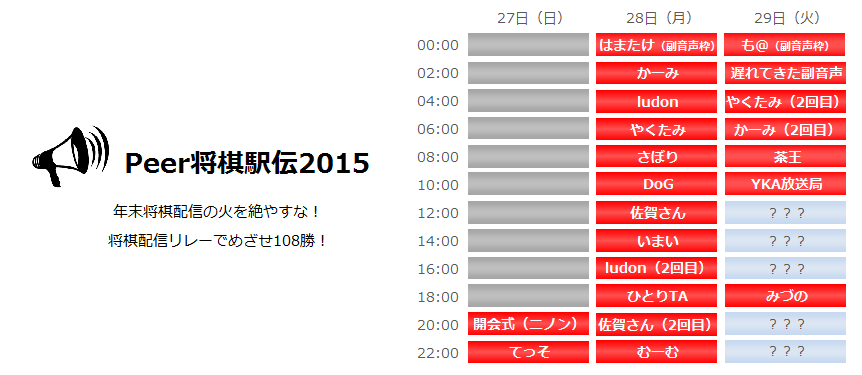 Peer将棋駅伝2015
年末将棋配信の火を絶やすな！
将棋配信リレーでめざせ108勝！
27日（日） 28日（月） 29日（火）
00:00 はまたけ（副音声枠） も@（副音声枠）
02:00 かーみ 遅れてきた副音声
04:00 ludon やくたみ（2回目）
06:00 やくたみ かーみ（2回目）
08:00 さぼり 茶王
10:00 DoG YKA放送局
12:00 佐賀さん ？？？
14:00 いまい ？？？
16:00 ludon（2回目） ？？？
18:00 ひとりTA みづの
20:00 開会式（ニノン） 佐賀さん（2回目） ？？？
22:00 てっそ むーむ ？？？